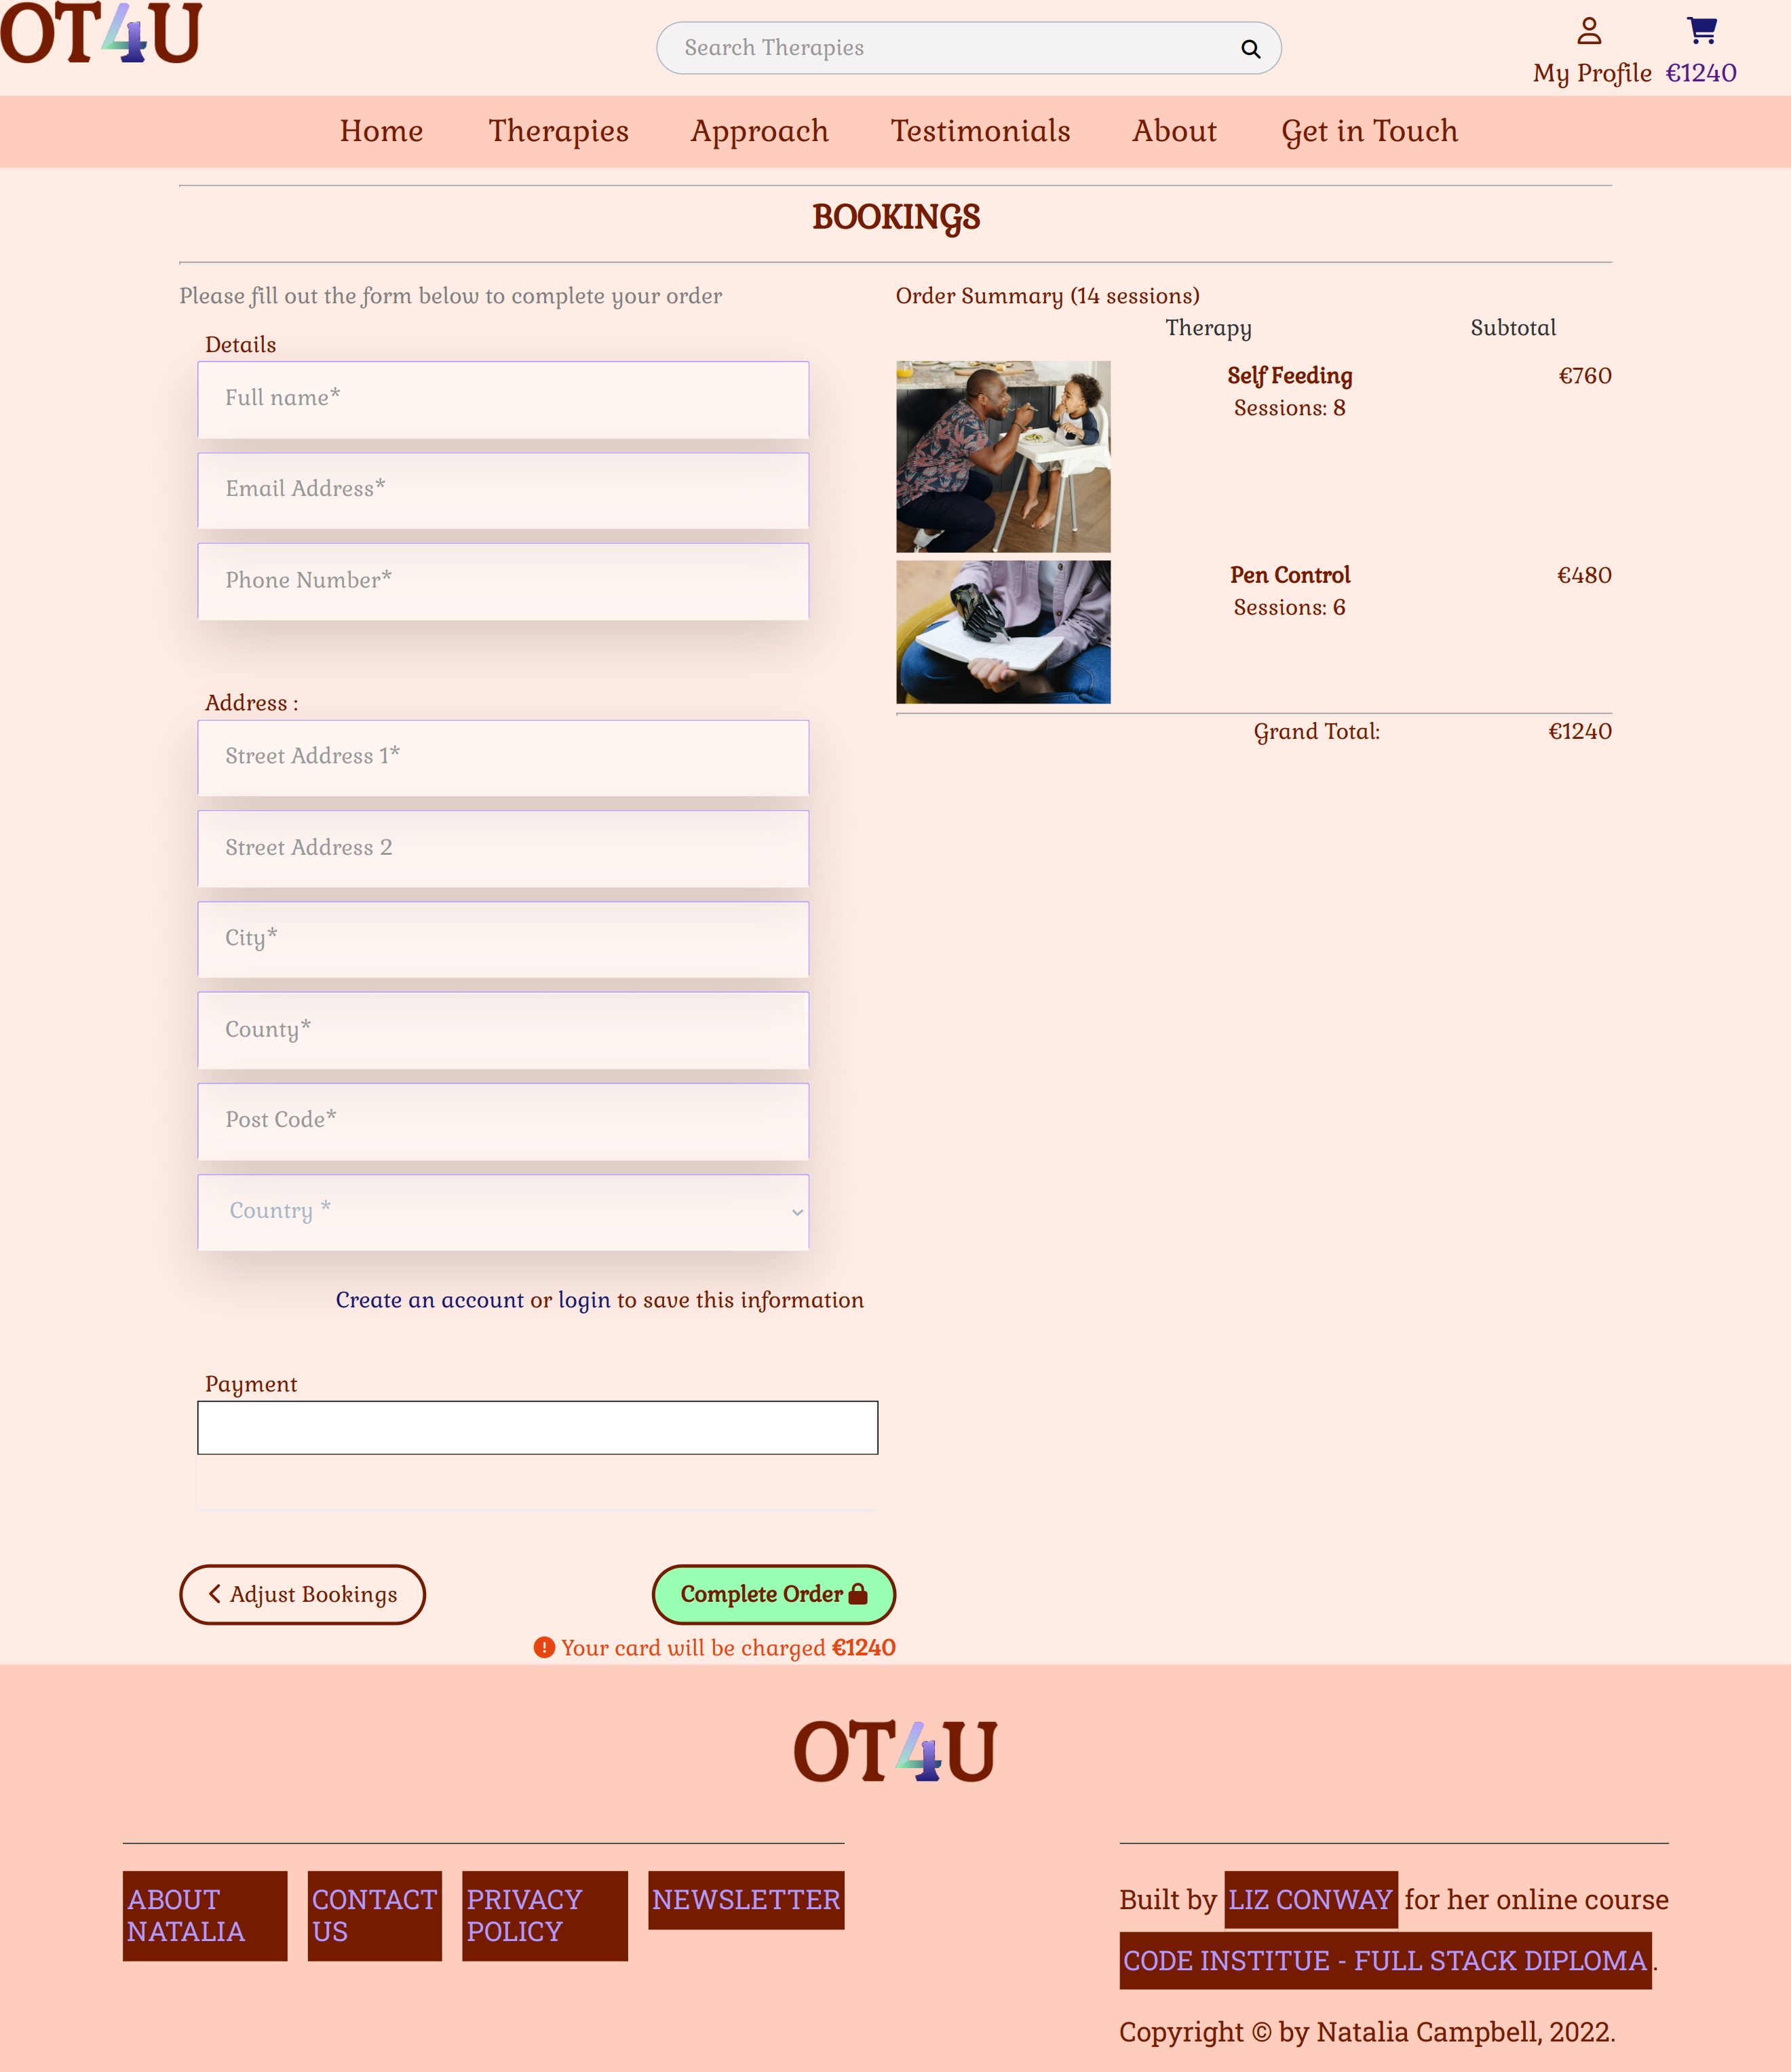 OT4U
Search Therapies
My Profile €1240
Home Therapies Approach Testimonials About Get in Touch
BOOKINGS
Please fill out the form below to complete your order
Details
Full name*
Email Address*
Phone Number*
Address :
Street Address 1*
Street Address 2
City*
County*
Post Code*
Country *
Create an account or login to save this information
Payment
Adjust Bookings
Complete Order
Your card will be charged €1240
Order Summary (14 sessions)
Therapy Subtotal
Self Feeding €760
Sessions: 8
Pen Control €480
Sessions: 6
Grand Total: €1240
OT4U
ABOUT
NATALIA
CONTACT
US
PRIVACY
POLICY
NEWSLETTER
Built by LIZ CONWAY for her online course
CODE INSTITUE - FULL STACK DIPLOMA .
Copyright © by Natalia Campbell, 2022.